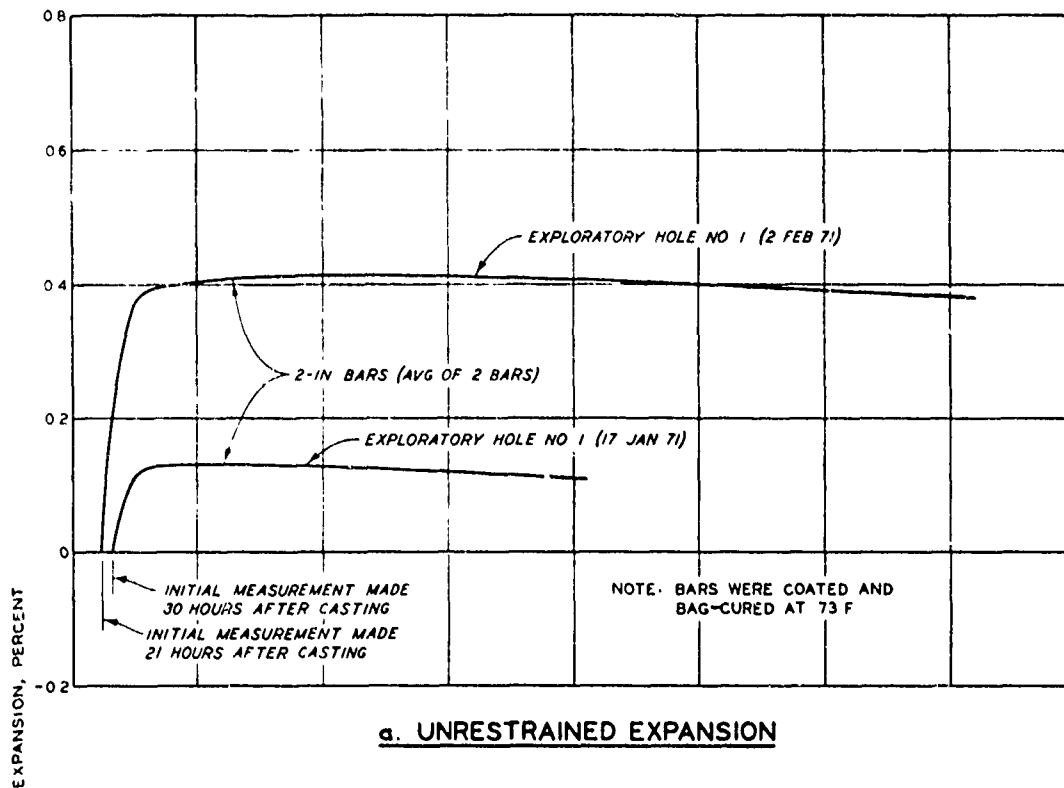 0.8
0.6
EXPLORATORY HOLE NO 1 (2 FEB 71)
0.4
2-IN BARS (AVG OF 2 BARS)
0.2
EXPLORATORY HOLE NO 1 (17 JAN 71)
0
INITIAL MEASUREMENT MADE
30 HOURS AFTER CASTING
INITIAL MEASUREMENT MADE
21 HOURS AFTER CASTING
NOTE. BARS WERE COATED AND
BAG-CURED AT 73 F
-0.2
EXPANSION, PERCENT
a. UNRESTRAINED EXPANSION